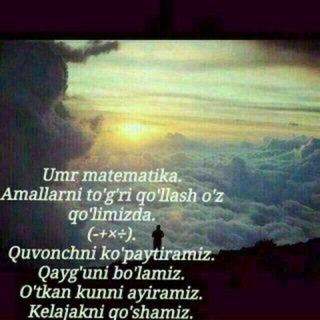 Umr matematika.
Amallarni to'g'ri qo'llash o'z
qo'limizda.
(-+×÷).
Quvonchni ko'paytiramiz.
Qayg'uni bo'lamiz.
O'tkan kunni ayiramiz.
Kelajakni qo'shamiz.